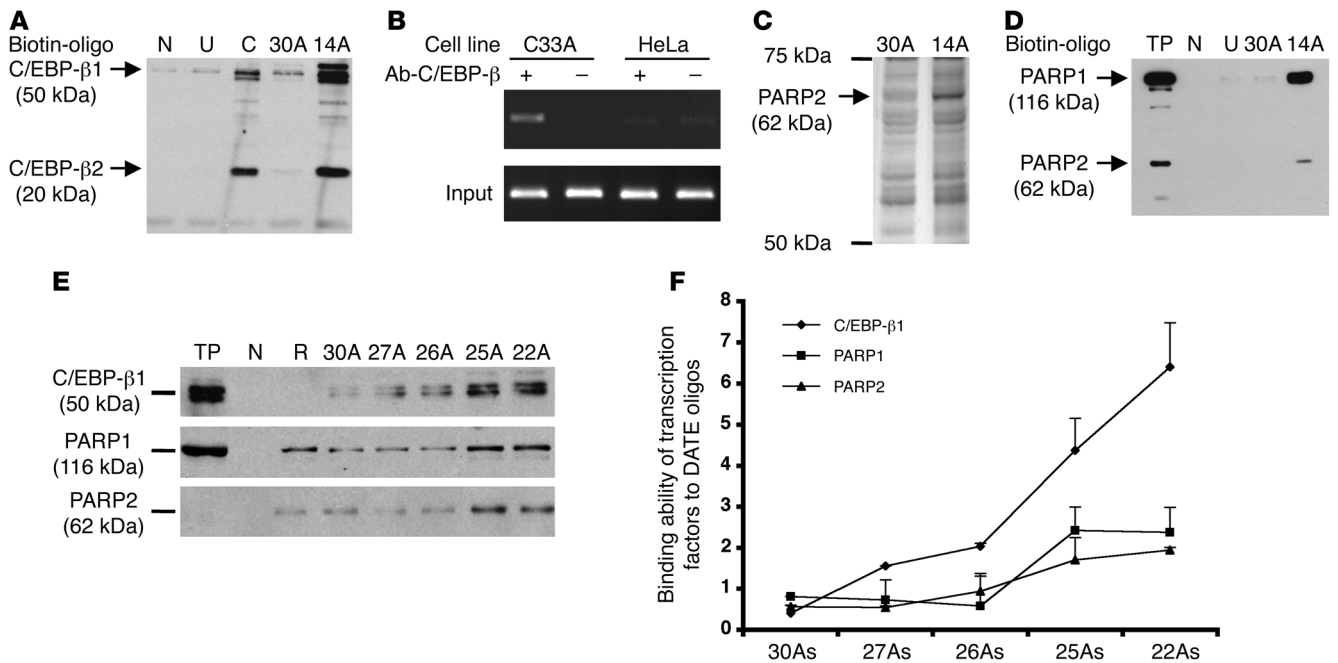 A
Biotin-oligo N U C 30A 14A
C/EBP-β1
(50 kDa)
C/EBP-β2
(20 kDa)
B
Cell line C33A HeLa
Ab-C/EBP-β + – + –
Input
C
30A 14A
75 kDa
PARP2
(62 kDa)
50 kDa
D
Biotin-oligo TP N U 30A 14A
PARP1
(116 kDa)
PARP2
(62 kDa)
E
TP N R 30A 27A 26A 25A 22A
C/EBP-β1
(50 kDa)
PARP1
(116 kDa)
PARP2
(62 kDa)
F
Binding ability of transcription
factors to DATE oligos
8
7
6
5
4
3
2
1
0
C/EBP-β1
PARP1
PARP2
30As 27As 26As 25As 22As